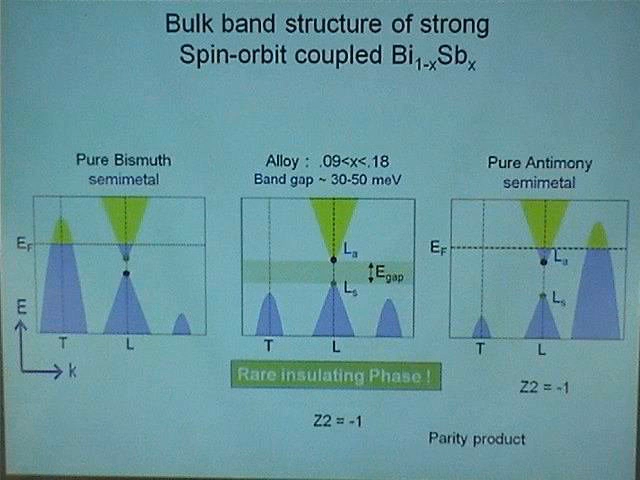 Bulk band structure of strong
Spin-orbit coupled Bi1-xSbx
Pure Bismuth
semimetal
Alloy : .09<x<.18
Band gap ~ 30-50 meV
Pure Antimony
semimetal
EF
E
k
T
L
La
Egap
Ls
T
L
EF
La
Ls
T
L
Rare insulating Phase !
Z2 = -1
Z2 = -1
Parity product